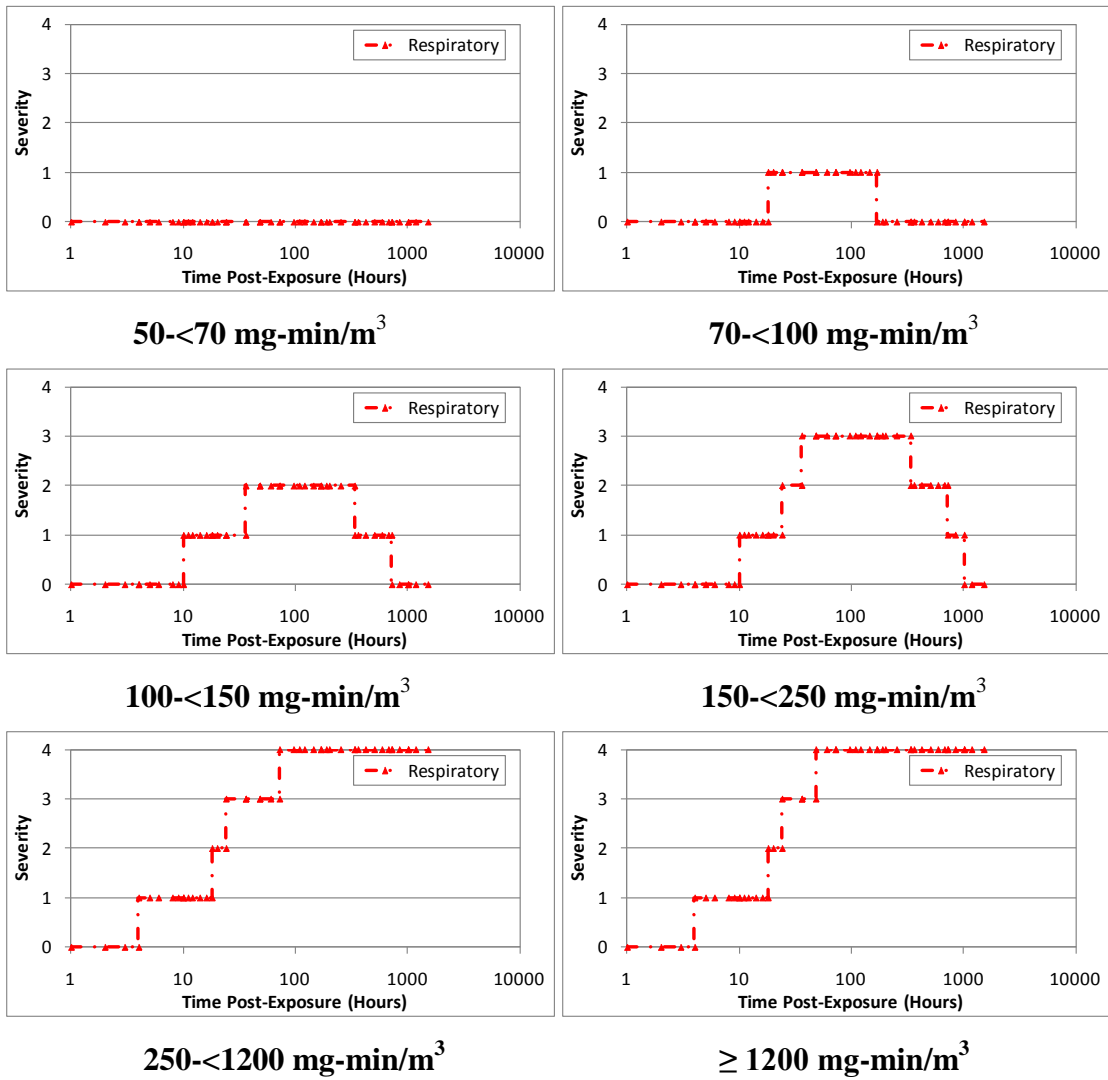 Respiratory
4
3
2
1
0
Severity
1 10 100 1000 10000
Time Post-Exposure (Hours)
50-<70 mg-min/m³
Respiratory
4
3
2
1
0
Severity
1 10 100 1000 10000
Time Post-Exposure (Hours)
70-<100 mg-min/m³
Respiratory
4
3
2
1
0
Severity
1 10 100 1000 10000
Time Post-Exposure (Hours)
100-<150 mg-min/m³
Respiratory
4
3
2
1
0
Severity
1 10 100 1000 10000
Time Post-Exposure (Hours)
150-<250 mg-min/m³
Respiratory
4
3
2
1
0
Severity
1 10 100 1000 10000
Time Post-Exposure (Hours)
250-<1200 mg-min/m³
Respiratory
4
3
2
1
0
Severity
1 10 100 1000 10000
Time Post-Exposure (Hours)
≥ 1200 mg-min/m³